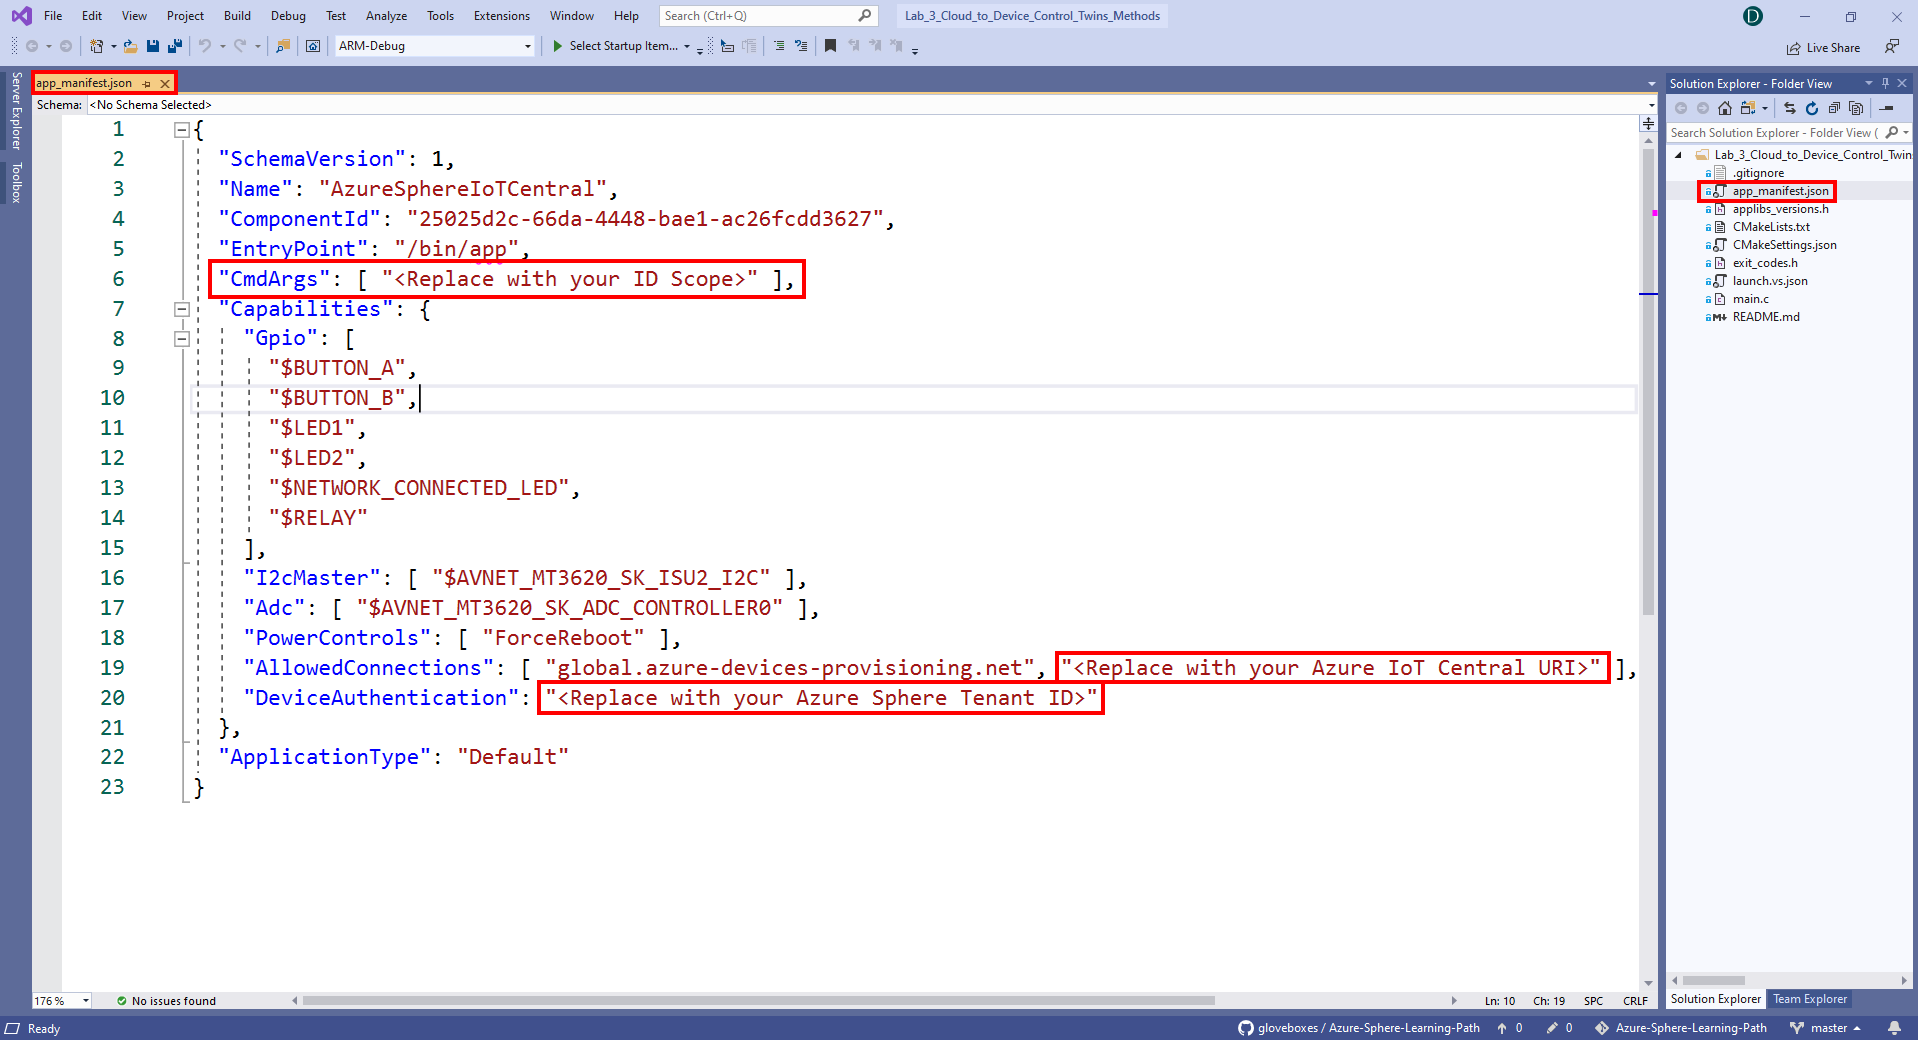 File Edit View Project Build Debug Test Analyze Tools Extensions Window Help Search (Ctrl+Q) Lab_3_Cloud_to_Device_Control_Twins_Methods D
ARM-Debug Select Startup Item... Live Share
Server Explorer
Toolbox
app_manifest.json
Schema: <No Schema Selected>
1 {
2 "SchemaVersion": 1,
3 "Name": "AzureSphereIoTCentral",
4 "ComponentId": "25025d2c-66da-4448-bae1-ac26fcdd3627",
5 "EntryPoint": "/bin/app",
6 "CmdArgs": [ "<Replace with your ID Scope>" ],
7 "Capabilities": {
8 "Gpio": [
9 "$BUTTON_A",
10 "$BUTTON_B",
11 "$LED1",
12 "$LED2",
13 "$NETWORK_CONNECTED_LED",
14 "$RELAY"
15 ],
16 "I2cMaster": [ "$AVNET_MT3620_SK_ISU2_I2C" ],
17 "Adc": [ "$AVNET_MT3620_SK_ADC_CONTROLLER0" ],
18 "PowerControls": [ "ForceReboot" ],
19 "AllowedConnections": [ "global.azure-devices-provisioning.net", "<Replace with your Azure IoT Central URI>" ],
20 "DeviceAuthentication": "<Replace with your Azure Sphere Tenant ID>"
21 },
22 "ApplicationType": "Default"
23 }
176 % No issues found Ln: 10 Ch: 19 SPC CRLF
Solution Explorer - Folder View
Search Solution Explorer - Folder View (
Lab_3_Cloud_to_Device_Control_Twin
.gitignore
app_manifest.json
applibs_versions.h
CMakeLists.txt
CMakeSettings.json
exit_codes.h
launch.vs.json
main.c
README.md
Solution Explorer Team Explorer
Ready gloveboxes / Azure-Sphere-Learning-Path 0 0 Azure-Sphere-Learning-Path master